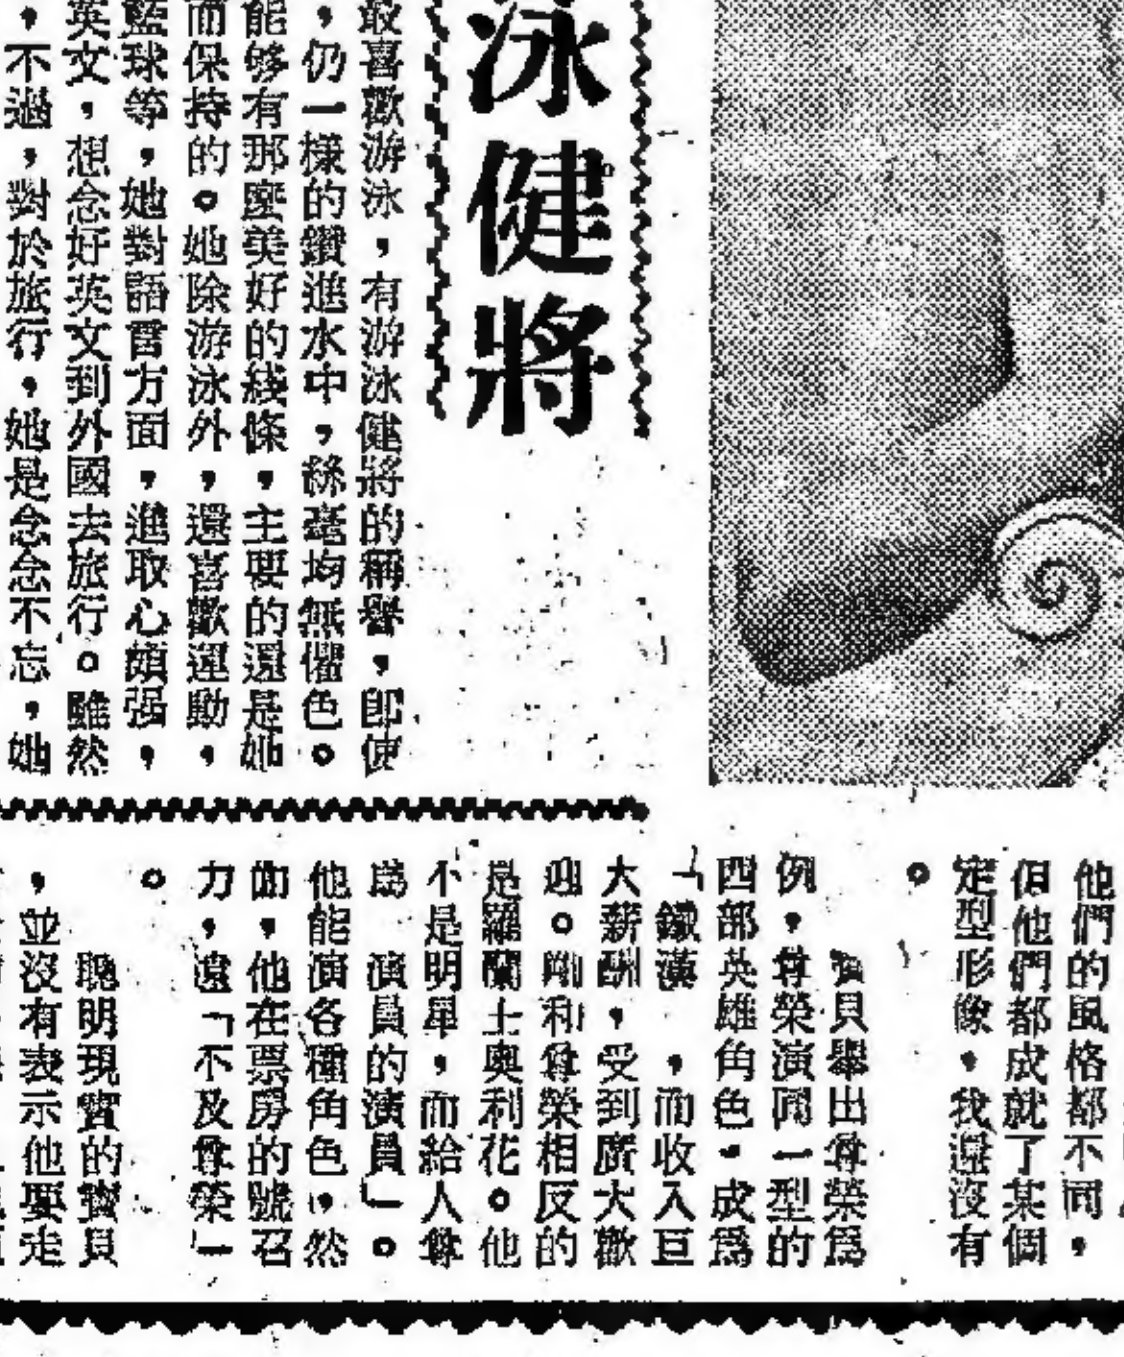 泳健將
最喜歡游泳,有游泳健將的稱譽,即使
,仍一樣的鑽進水中,絲毫均無懼色。
能够有那麼美好的綫條,主要的還是她
而保持的。她除游泳外,還喜歡運動,
籃球等,她對語言方面,進取心頗强,
英文,想念好英文到外國去旅行。雖然
,不過,對於旅行,她是念念不忘,她
他們的風格都不同,
但他們都成就了某個
定型形像,我還沒有
。
寶貝舉出尊榮爲
例,尊榮演同一型的
四部英雄角色,成爲
「鐵漢,而收入巨
大薪酬,受到廣大歡
迎。剛和尊榮相反的
是羅蘭士奧利花。他
不是明星,而給人尊
爲 演員的演員」。
他能演各種角色,然
而,他在票房的號召
力,遠「不及尊榮」
。
聰明現實的寶貝
,並沒有表示他要走